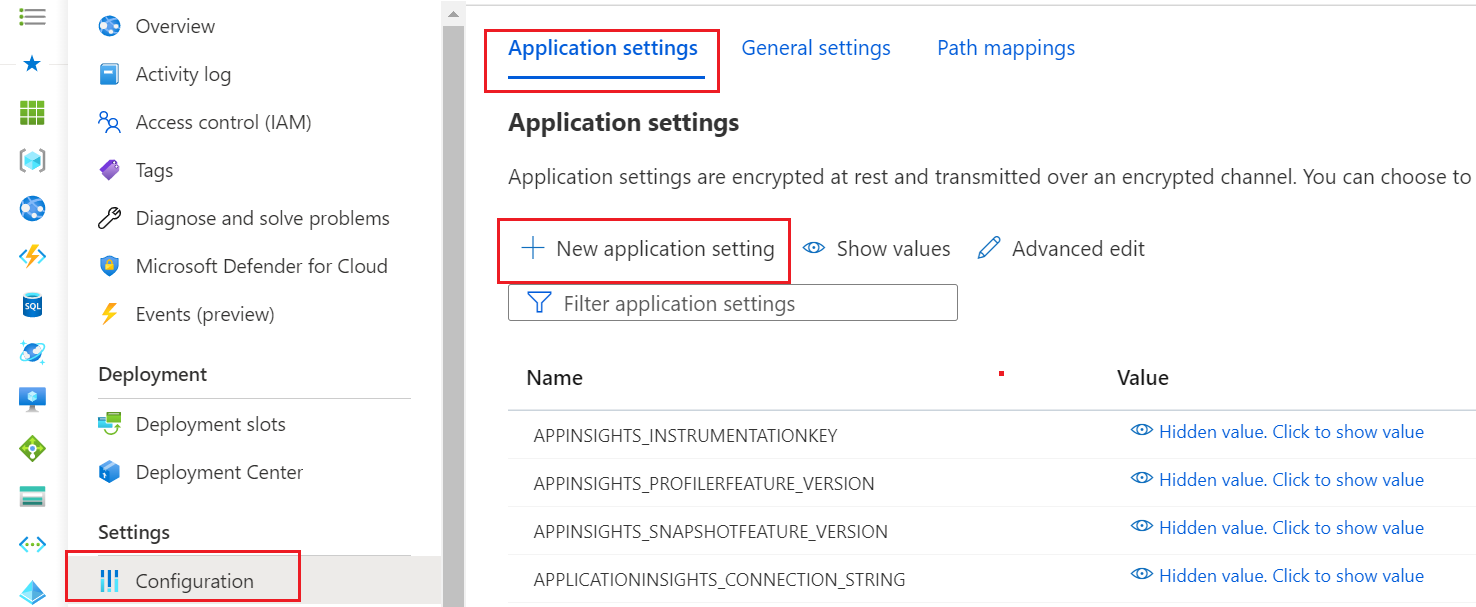 Overview
Activity log
Access control (IAM)
Tags
Diagnose and solve problems
Microsoft Defender for Cloud
Events (preview)
Deployment
Deployment slots
Deployment Center
Settings
Configuration
SQL
Application settings General settings Path mappings
Application settings
Application settings are encrypted at rest and transmitted over an encrypted channel. You can choose to
New application setting Show values Advanced edit
Filter application settings
Name Value
APPINSIGHTS_INSTRUMENTATIONKEY Hidden value. Click to show value
APPINSIGHTS_PROFILERFEATURE_VERSION Hidden value. Click to show value
APPINSIGHTS_SNAPSHOTFEATURE_VERSION Hidden value. Click to show value
APPLICATIONINSIGHTS_CONNECTION_STRING Hidden value. Click to show value